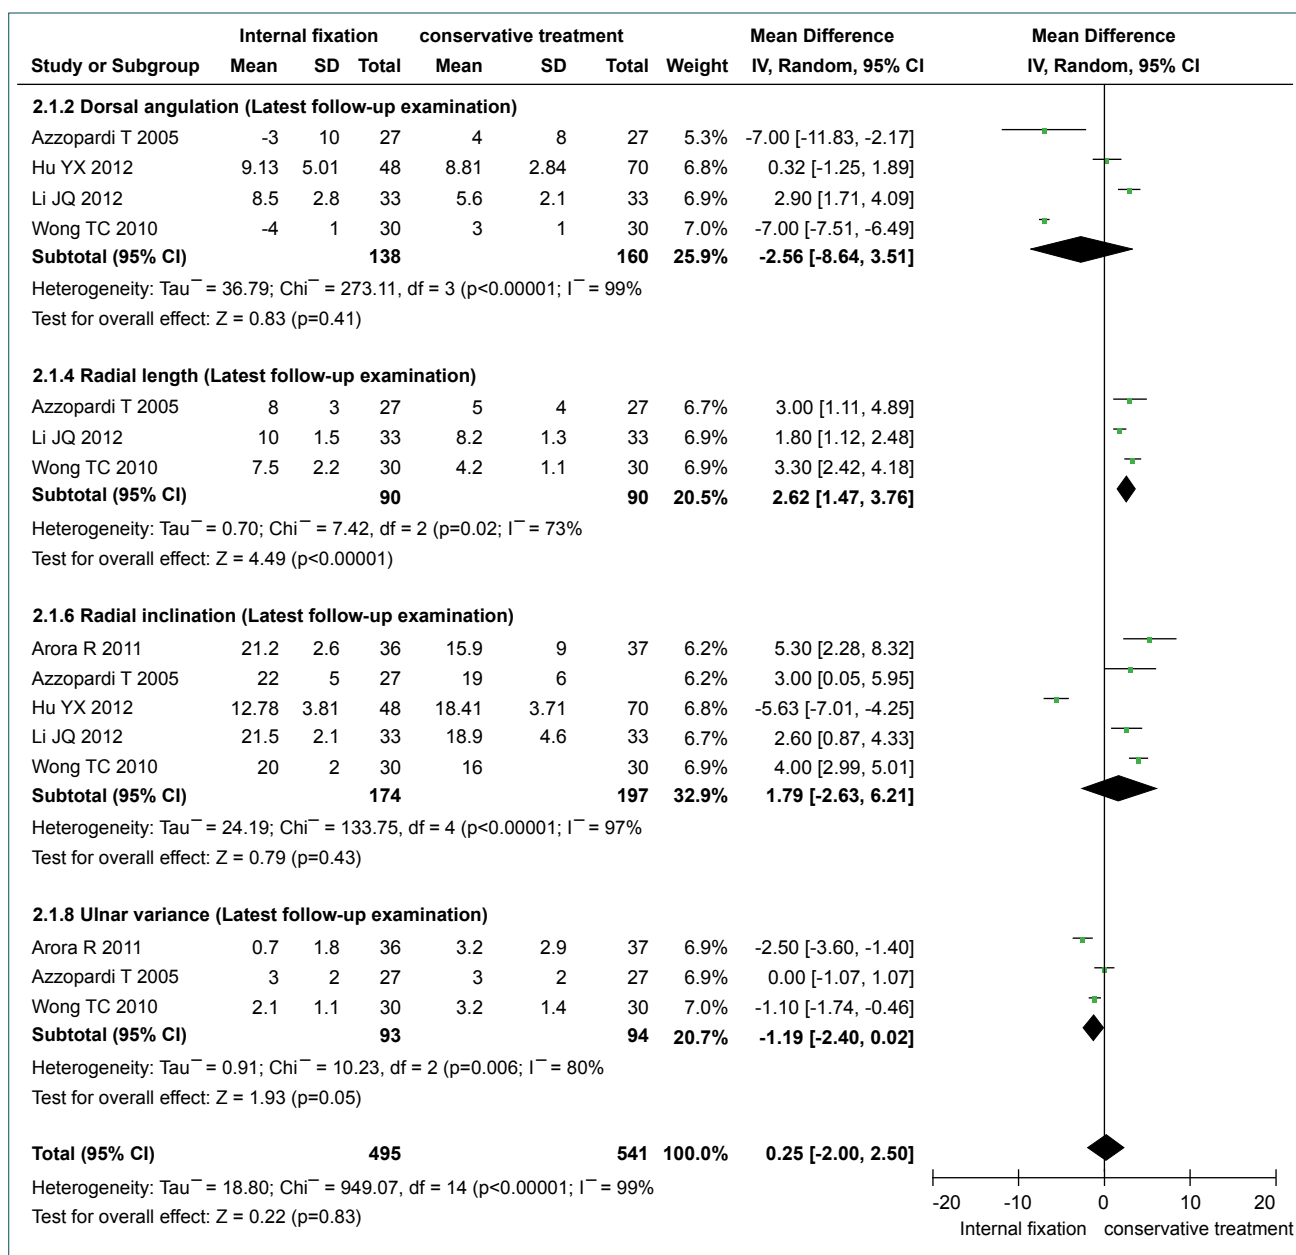 Internal fixation conservative treatment Mean Difference Mean Difference
Study or Subgroup Mean SD Total Mean SD Total Weight IV, Random, 95% CI IV, Random, 95% CI
2.1.2 Dorsal angulation (Latest follow-up examination)
Azzopardi T 2005 -3 10 27 4 8 27 5.3% -7.00 [-11.83, -2.17]
Hu YX 2012 9.13 5.01 48 8.81 2.84 70 6.8% 0.32 [-1.25, 1.89]
Li JQ 2012 8.5 2.8 33 5.6 2.1 33 6.9% 2.90 [1.71, 4.09]
Wong TC 2010 -4 1 30 3 1 30 7.0% -7.00 [-7.51, -6.49]
Subtotal (95% CI) 138 160 25.9% -2.56 [-8.64, 3.51]
Heterogeneity: Tau¯ = 36.79; Chi¯ = 273.11, df = 3 (p<0.00001; I¯ = 99%
Test for overall effect: Z = 0.83 (p=0.41)
2.1.4 Radial length (Latest follow-up examination)
Azzopardi T 2005 8 3 27 5 4 27 6.7% 3.00 [1.11, 4.89]
Li JQ 2012 10 1.5 33 8.2 1.3 33 6.9% 1.80 [1.12, 2.48]
Wong TC 2010 7.5 2.2 30 4.2 1.1 30 6.9% 3.30 [2.42, 4.18]
Subtotal (95% CI) 90 90 20.5% 2.62 [1.47, 3.76]
Heterogeneity: Tau¯ = 0.70; Chi¯ = 7.42, df = 2 (p=0.02; I¯ = 73%
Test for overall effect: Z = 4.49 (p<0.00001)
2.1.6 Radial inclination (Latest follow-up examination)
Arora R 2011 21.2 2.6 36 15.9 9 37 6.2% 5.30 [2.28, 8.32]
Azzopardi T 2005 22 5 27 19 6 6.2% 3.00 [0.05, 5.95]
Hu YX 2012 12.78 3.81 48 18.41 3.71 70 6.8% -5.63 [-7.01, -4.25]
Li JQ 2012 21.5 2.1 33 18.9 4.6 33 6.7% 2.60 [0.87, 4.33]
Wong TC 2010 20 2 30 16 30 6.9% 4.00 [2.99, 5.01]
Subtotal (95% CI) 174 197 32.9% 1.79 [-2.63, 6.21]
Heterogeneity: Tau¯ = 24.19; Chi¯ = 133.75, df = 4 (p<0.00001; I¯ = 97%
Test for overall effect: Z = 0.79 (p=0.43)
2.1.8 Ulnar variance (Latest follow-up examination)
Arora R 2011 0.7 1.8 36 3.2 2.9 37 6.9% -2.50 [-3.60, -1.40]
Azzopardi T 2005 3 2 27 3 2 27 6.9% 0.00 [-1.07, 1.07]
Wong TC 2010 2.1 1.1 30 3.2 1.4 30 7.0% -1.10 [-1.74, -0.46]
Subtotal (95% CI) 93 94 20.7% -1.19 [-2.40, 0.02]
Heterogeneity: Tau¯ = 0.91; Chi¯ = 10.23, df = 2 (p=0.006; I¯ = 80%
Test for overall effect: Z = 1.93 (p=0.05)
Total (95% CI) 495 541 100.0% 0.25 [-2.00, 2.50]
Heterogeneity: Tau¯ = 18.80; Chi¯ = 949.07, df = 14 (p<0.00001; I¯ = 99%
Test for overall effect: Z = 0.22 (p=0.83)
-20 -10 0 10 20
Internal fixation conservative treatment